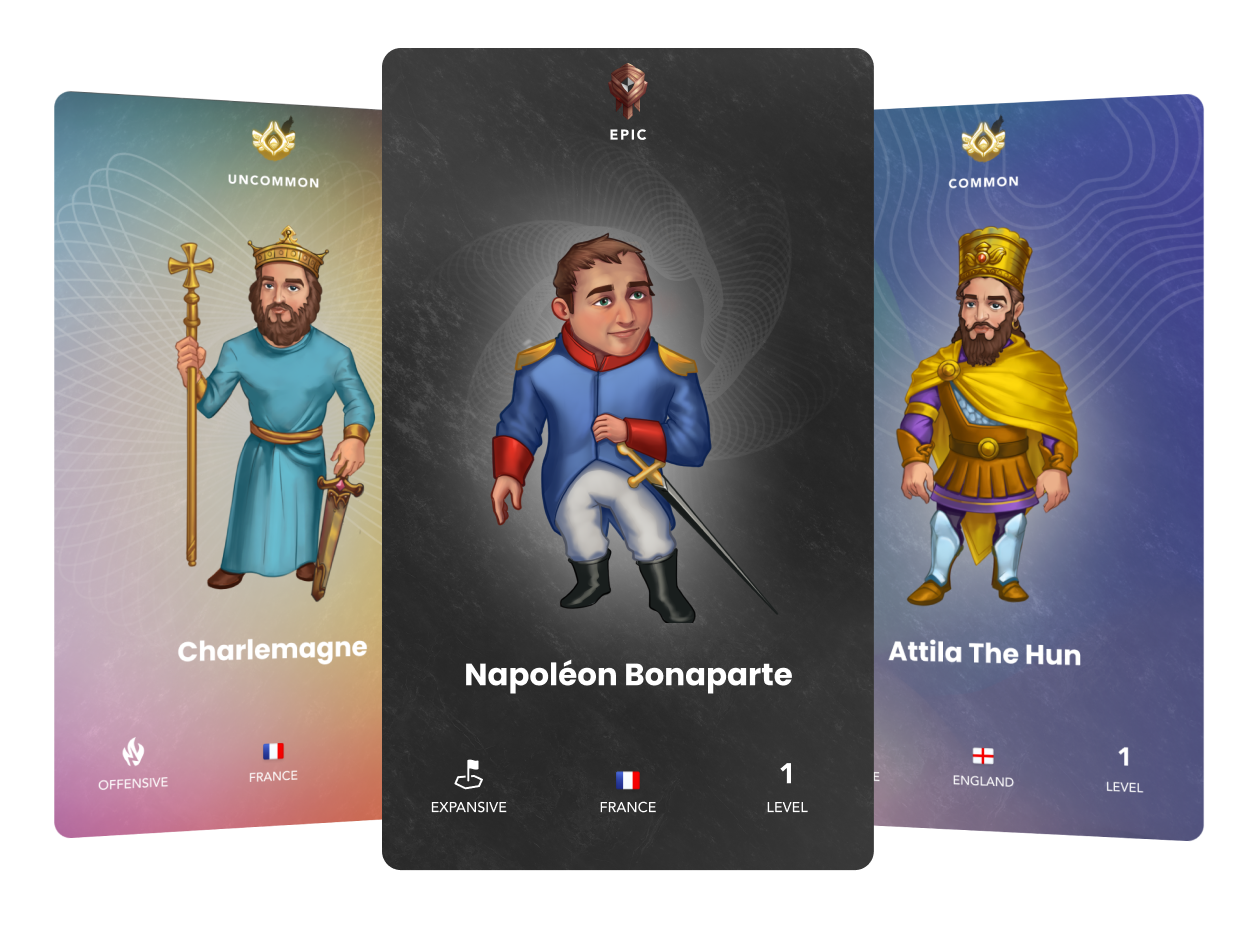 UNCOMMON
Charlemagne
OFFENSIVE
FRANCE
EPIC
Napoléon Bonaparte
EXPANSIVE
FRANCE
1
LEVEL
COMMON
Attila The Hun
E
ENGLAND
1
LEVEL